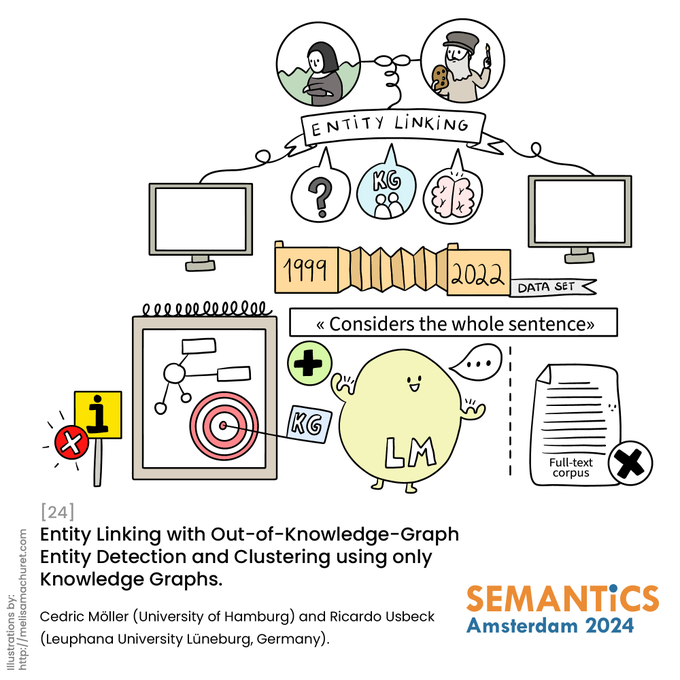 ENTITY LINKING
?
KG
1999
2022
DATA SET
« Considers the whole sentence»
i
KG
...
LM
Full-text
corpus
[24]
Entity Linking with Out-of-Knowledge-Graph
Entity Detection and Clustering using only
Knowledge Graphs.
Cedric Möller (University of Hamburg) and Ricardo Usbeck
(Leuphana University Lüneburg, Germany).
SEMANTiCS
Amsterdam 2024
Illustrations by:
http://melisamachuret.com